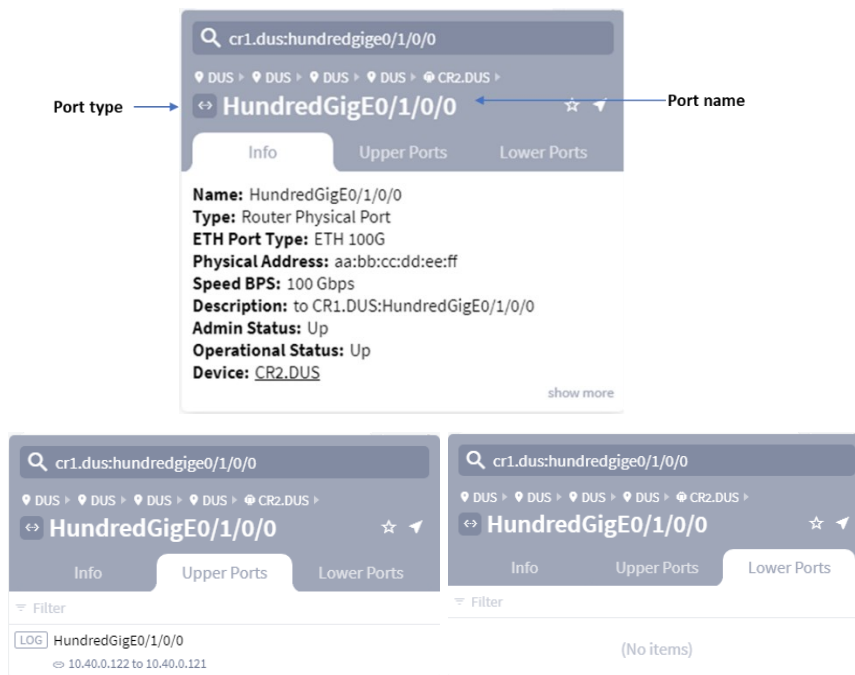 cr1.dus:hundredgige0/1/0/0
DUS DUS DUS DUS CR2.DUS
Port type
HundredGigE0/1/0/0
Port name
Info Upper Ports Lower Ports
Name: HundredGigE0/1/0/0
Type: Router Physical Port
ETH Port Type: ETH 100G
Physical Address: aa:bb:cc:dd:ee:ff
Speed BPS: 100 Gbps
Description: to CR1.DUS:HundredGigE0/1/0/0
Admin Status: Up
Operational Status: Up
Device: CR2.DUS
show more
cr1.dus:hundredgige0/1/0/0
DUS DUS DUS DUS CR2.DUS
HundredGigE0/1/0/0
Info Upper Ports Lower Ports
Filter
LOG HundredGigE0/1/0/0
10.40.0.122 to 10.40.0.121
cr1.dus:hundredgige0/1/0/0
DUS DUS DUS DUS CR2.DUS
HundredGigE0/1/0/0
Info Upper Ports Lower Ports
Filter
(No items)